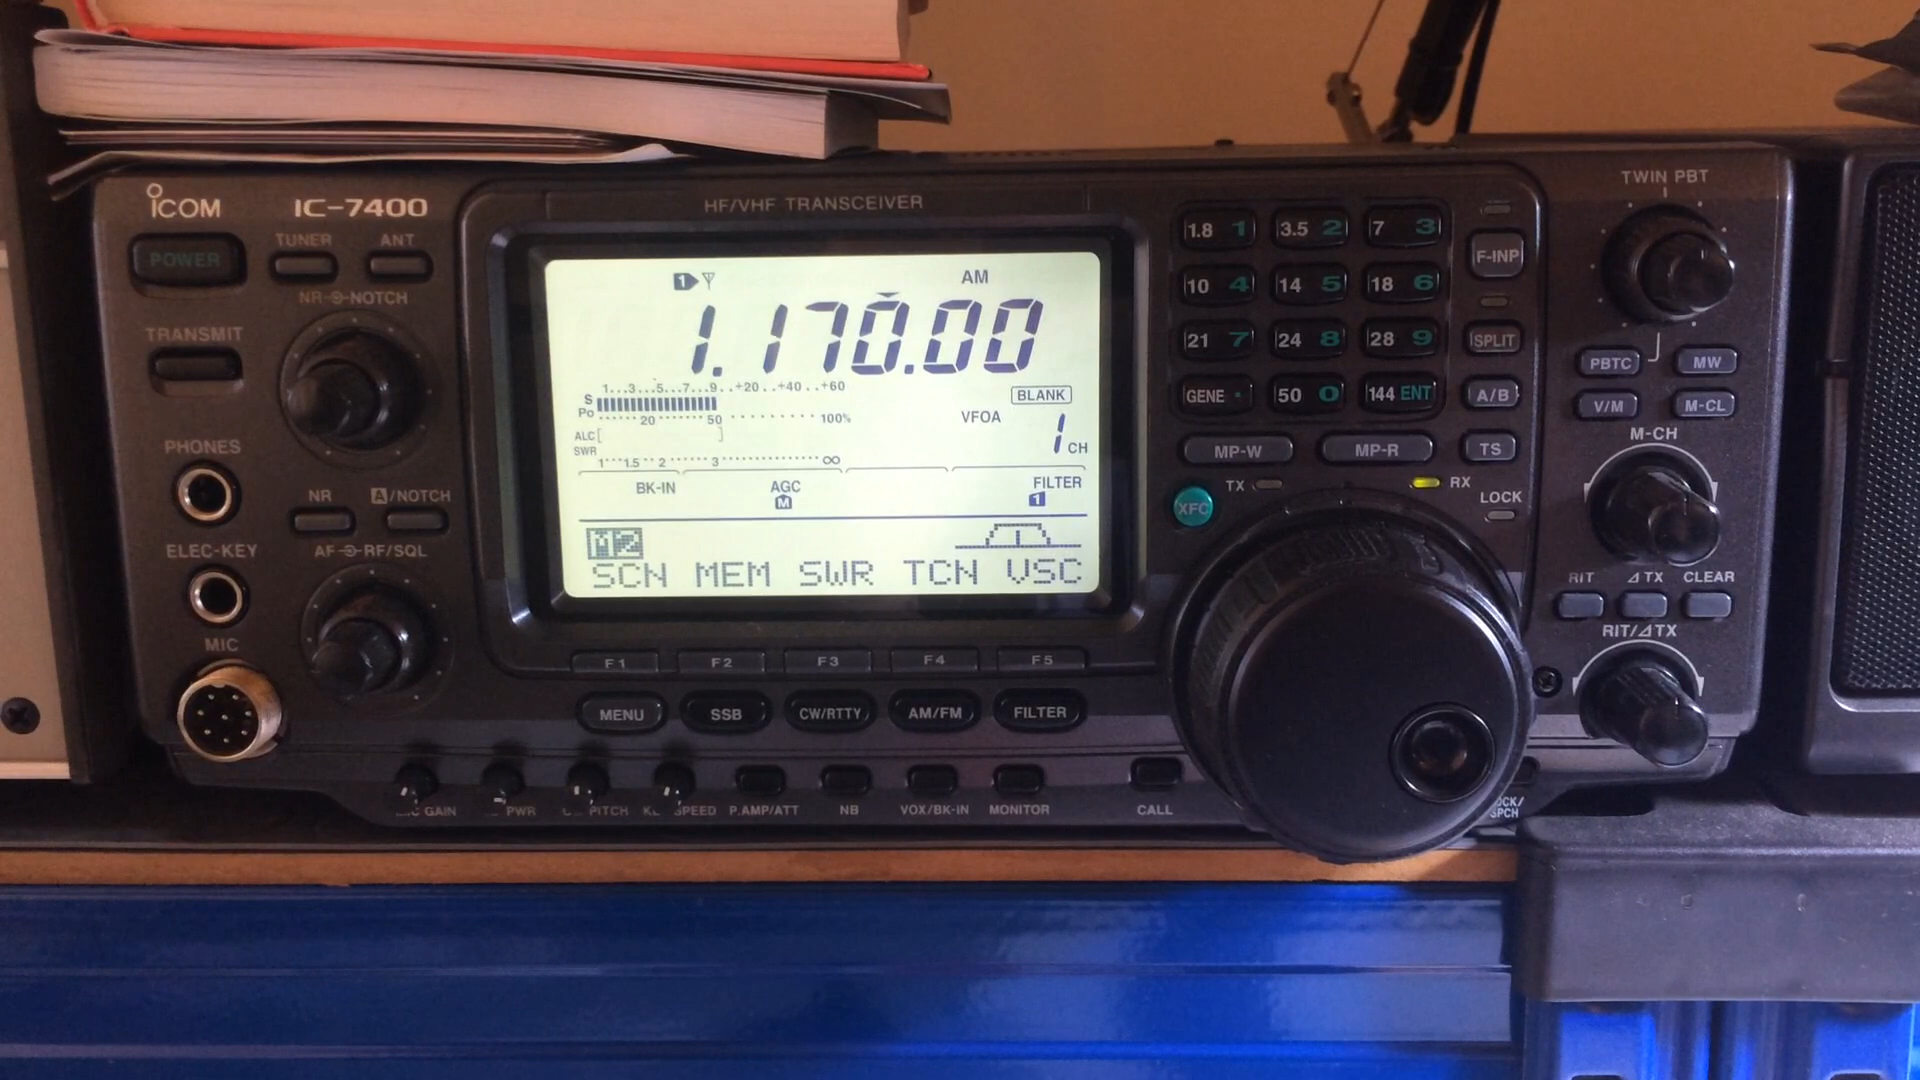 ICOM IC-7400 HF/VHF TRANSCEIVER
POWER TUNER ANT
NR NOTCH
TRANSMIT
PHONES
NR A/NOTCH
ELEC-KEY AF RF/SQL
MIC
1 AM
1.170.00
S 1...3...5...7...9..+20..+40..+60
Po 20 50 100%
BLANK
VFOA 1 CH
ALC
SWR 1 1.5 2 3 ∞
BK-IN AGC FILTER
M 1
M2
SCN MEM SWR TCN VSC
F1 F2 F3 F4 F5
MENU SSB CW/RTTY AM/FM FILTER
GAIN PWR PITCH SPEED P.AMP/ATT NB VOX/BK-IN MONITOR CALL
1.8 1 3.5 2 7 3 F-INP
10 4 14 5 18 6
21 7 24 8 28 9 SPLIT
GENE · 50 0 144 ENT A/B
MP-W MP-R TS
XFC TX RX LOCK
SPCH
TWIN PBT
PBTC MW
V/M M-CL
M-CH
RIT ⊿TX CLEAR
RIT/⊿TX